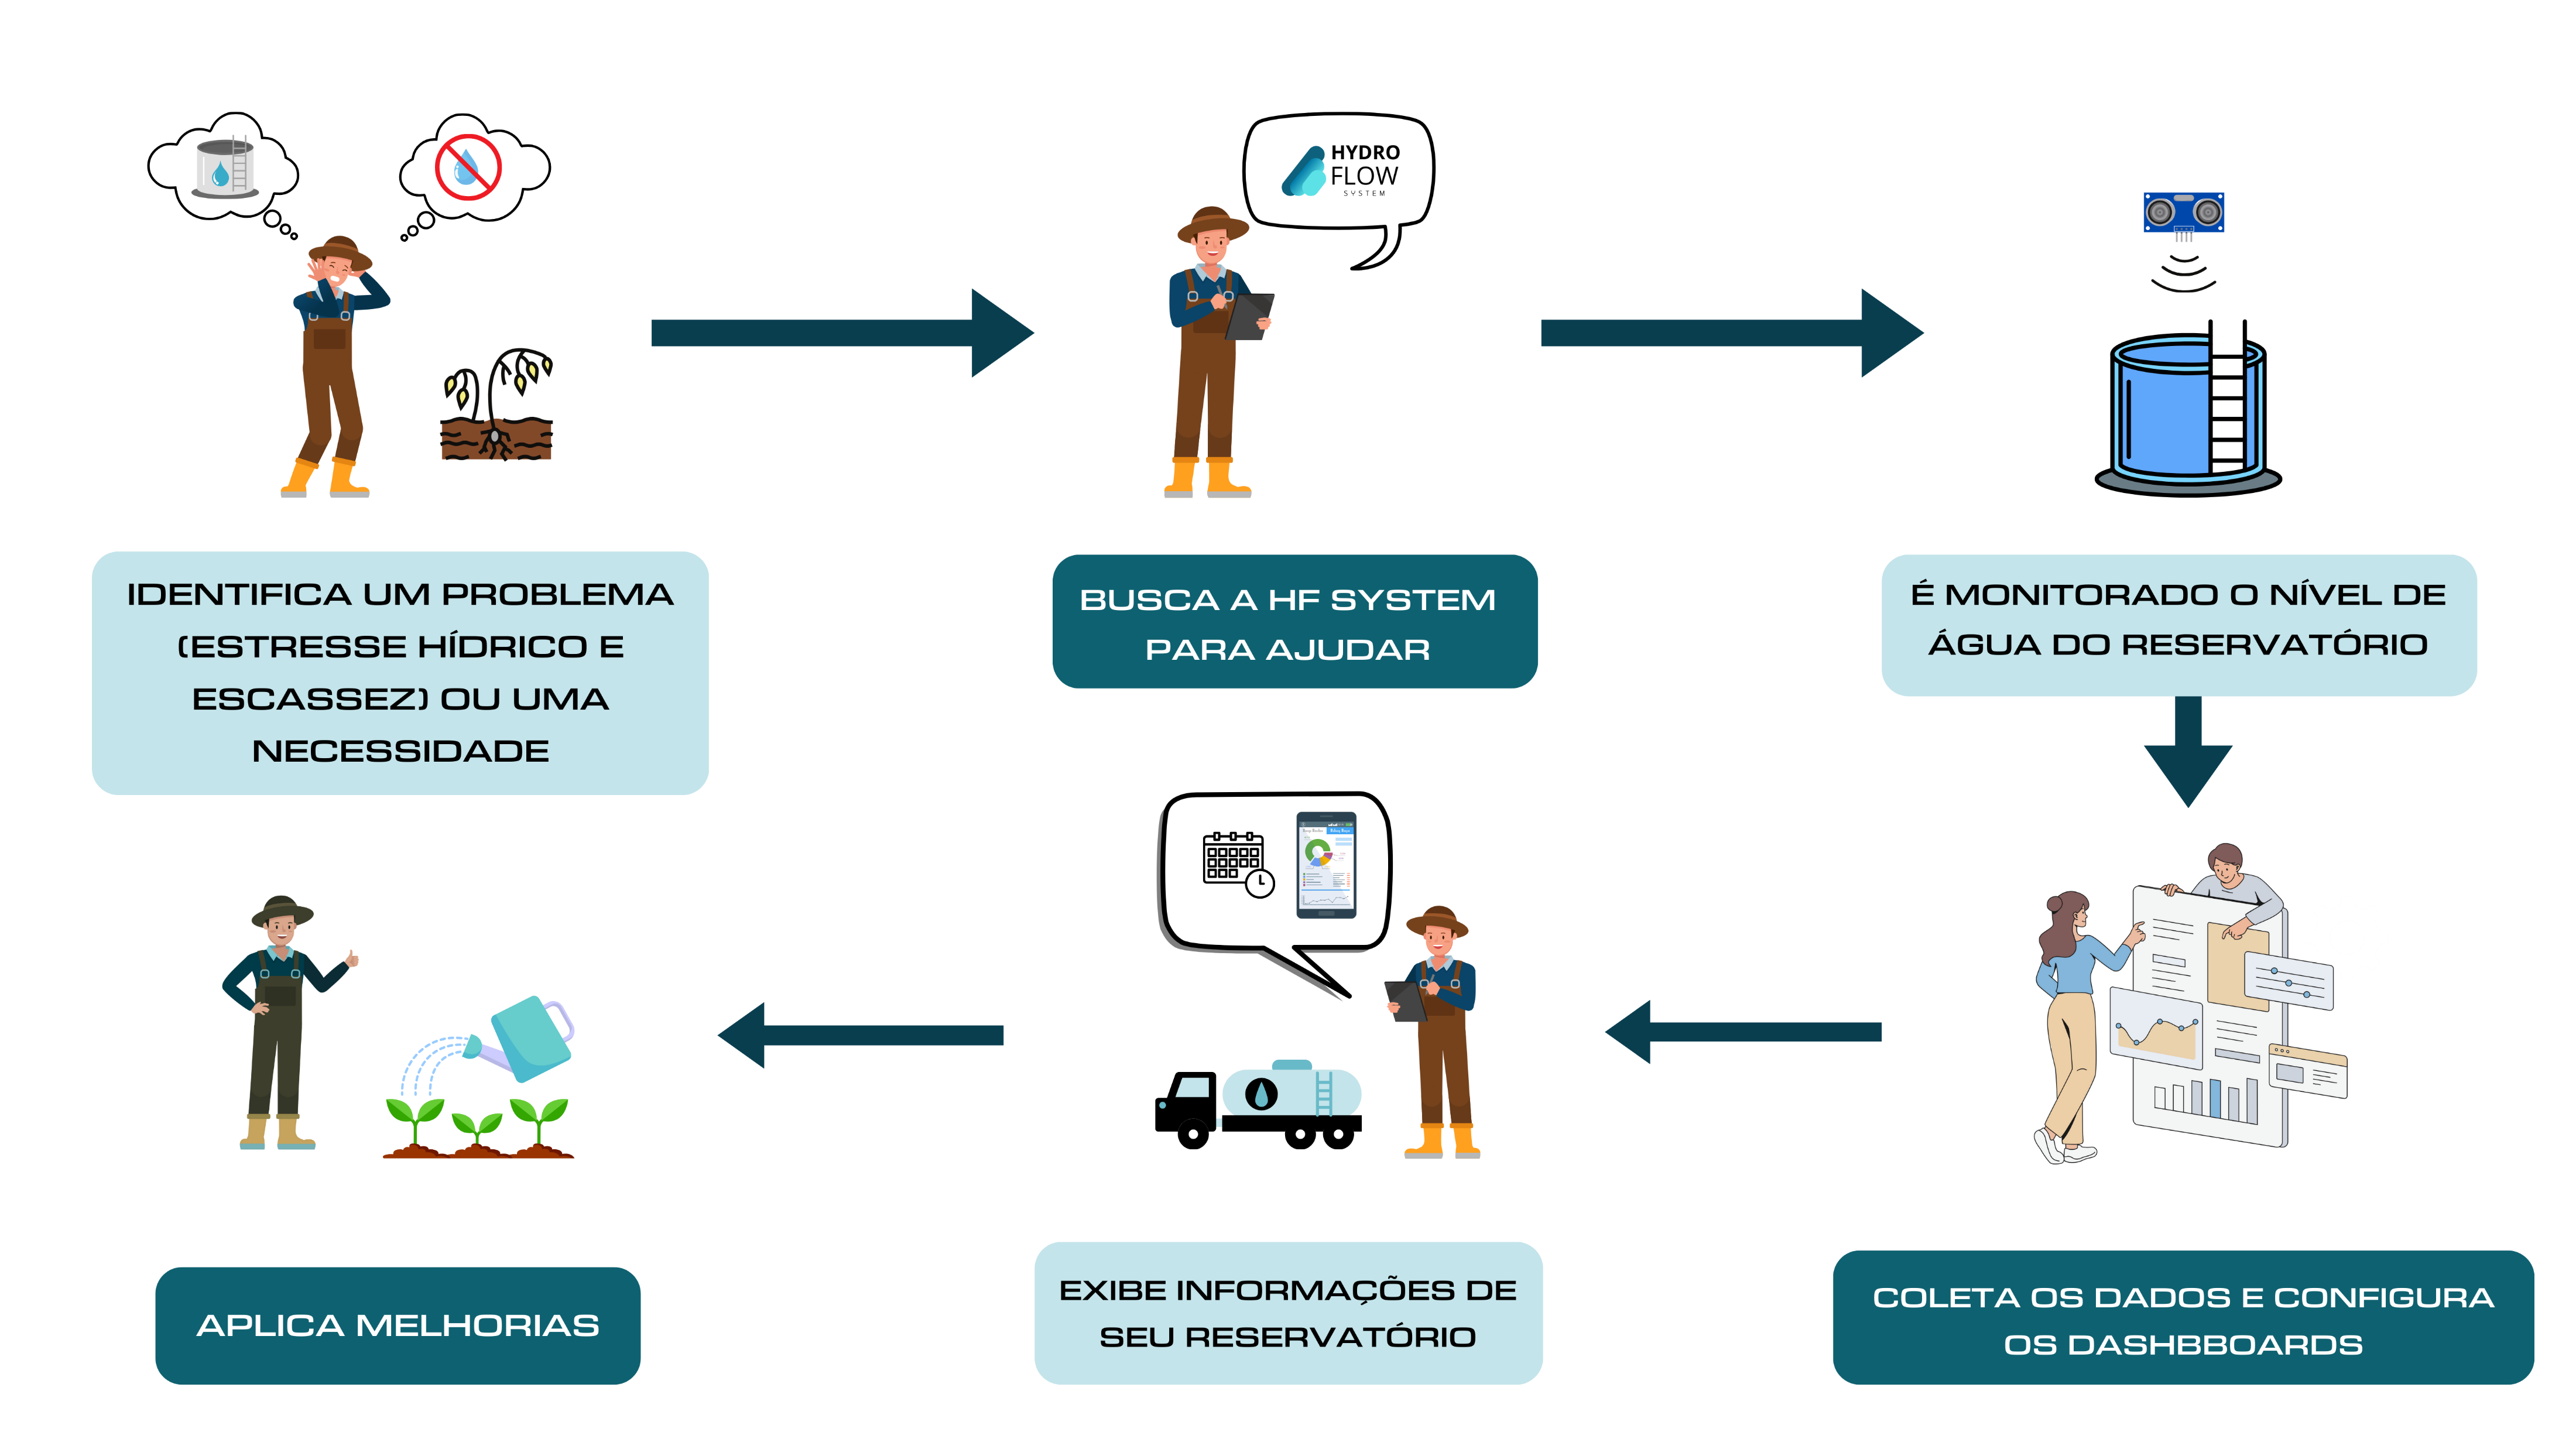 HYDRO
FLOW
SYSTEM
IDENTIFICA UM PROBLEMA
(ESTRESSE HÍDRICO E
ESCASSEZ) OU UMA
NECESSIDADE
BUSCA A HF SYSTEM
PARA AJUDAR
É MONITORADO O NÍVEL DE
ÁGUA DO RESERVATÓRIO
APLICA MELHORIAS
EXIBE INFORMAÇÕES DE
SEU RESERVATÓRIO
COLETA OS DADOS E CONFIGURA
OS DASHBBOARDS